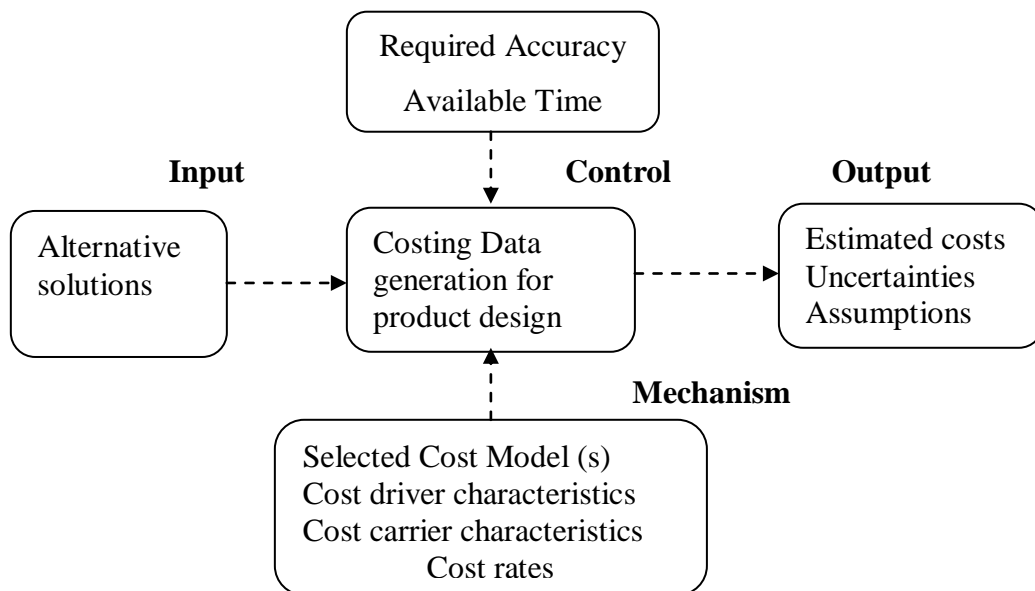 Required Accuracy
Available Time
Input
Control
Output
Alternative
solutions
Costing Data
generation for
product design
Estimated costs
Uncertainties
Assumptions
Mechanism
Selected Cost Model (s)
Cost driver characteristics
Cost carrier characteristics
Cost rates